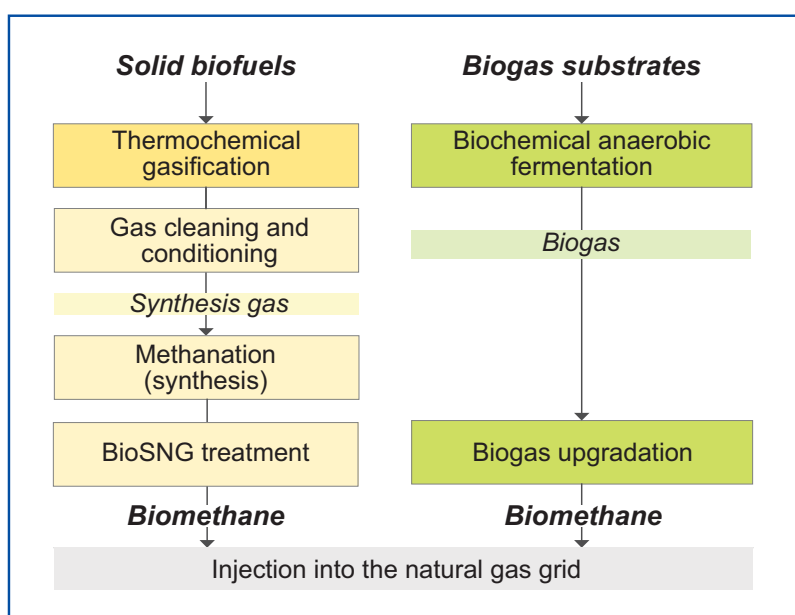 Solid biofuels
Thermochemical
gasification
Gas cleaning and
conditioning
Synthesis gas
Methanation
(synthesis)
BioSNG treatment
Biomethane
Biogas substrates
Biochemical anaerobic
fermentation
Biogas
Biogas upgradation
Biomethane
Injection into the natural gas grid